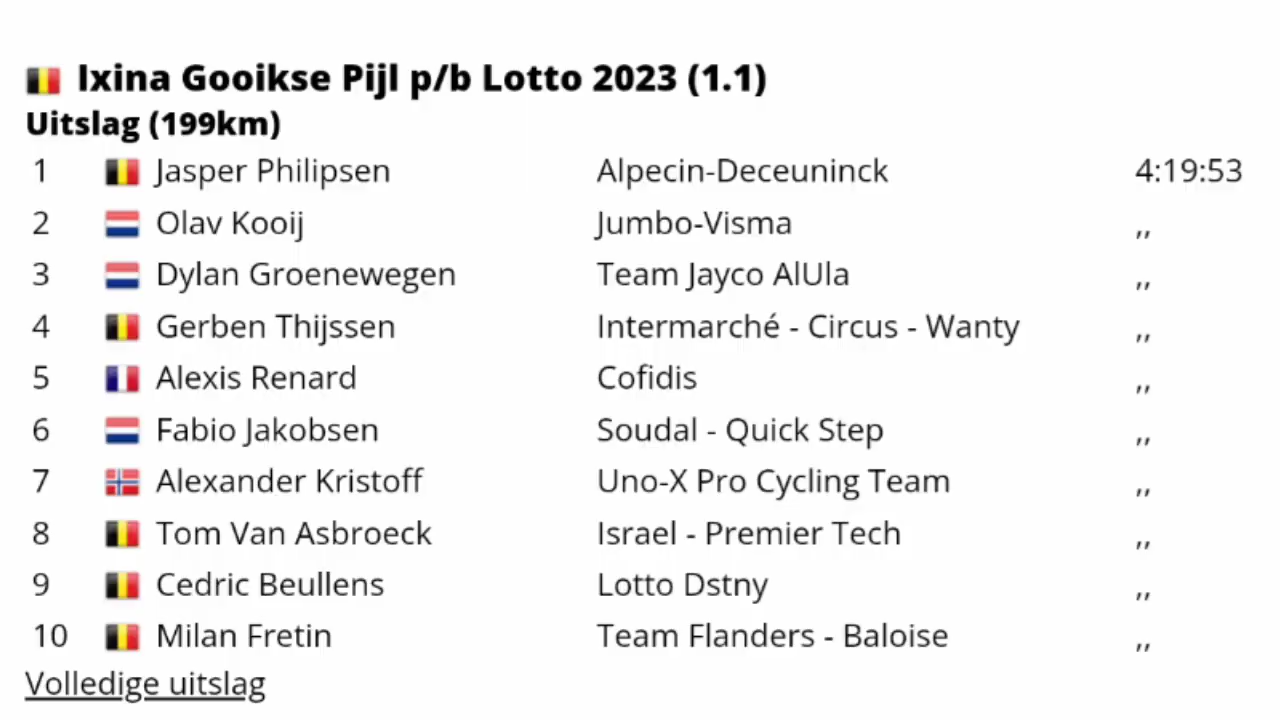 Ixina Gooikse Pijl p/b Lotto 2023 (1.1)
Uitslag (199km)
1 Jasper Philipsen Alpecin-Deceuninck 4:19:53
2 Olav Kooij Jumbo-Visma ,,
3 Dylan Groenewegen Team Jayco AlUla ,,
4 Gerben Thijssen Intermarché - Circus - Wanty ,,
5 Alexis Renard Cofidis ,,
6 Fabio Jakobsen Soudal - Quick Step ,,
7 Alexander Kristoff Uno-X Pro Cycling Team ,,
8 Tom Van Asbroeck Israel - Premier Tech ,,
9 Cedric Beullens Lotto Dstny ,,
10 Milan Fretin Team Flanders - Baloise ,,
Volledige uitslag